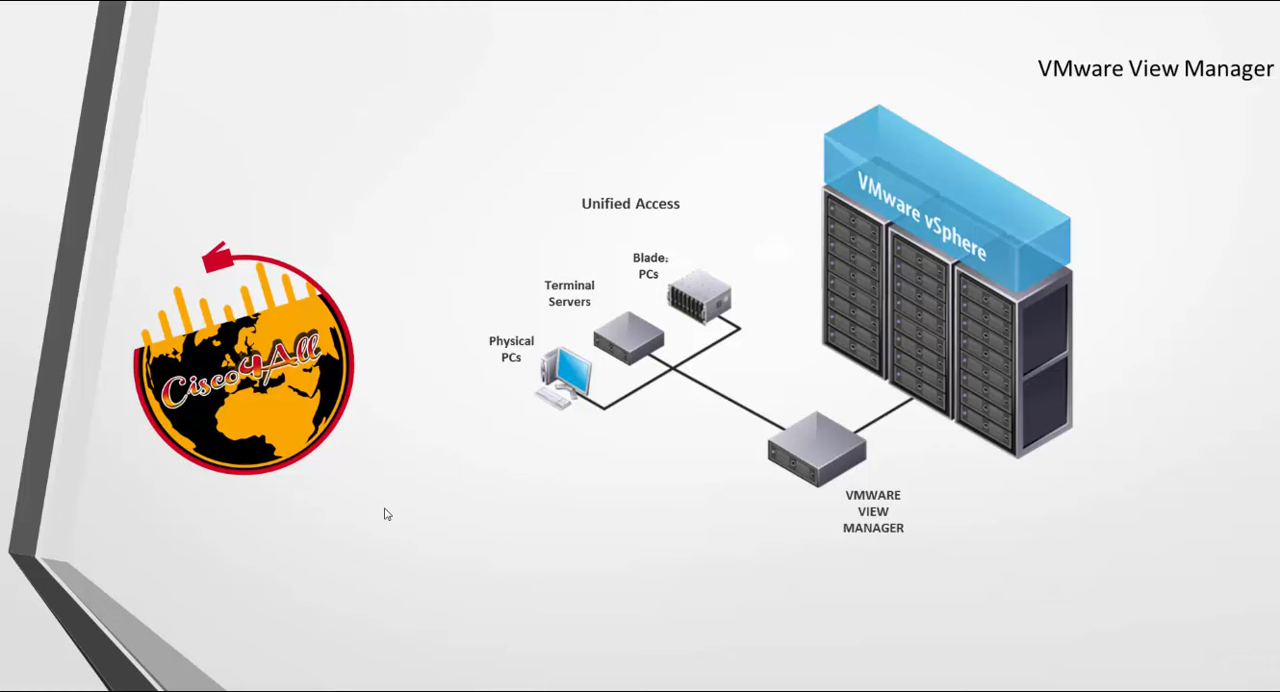 VMware View Manager
VMware vSphere
Unified Access
Blade
PCs
Terminal
Servers
Physical
PCs
Cisco4All
VMWARE
VIEW
MANAGER